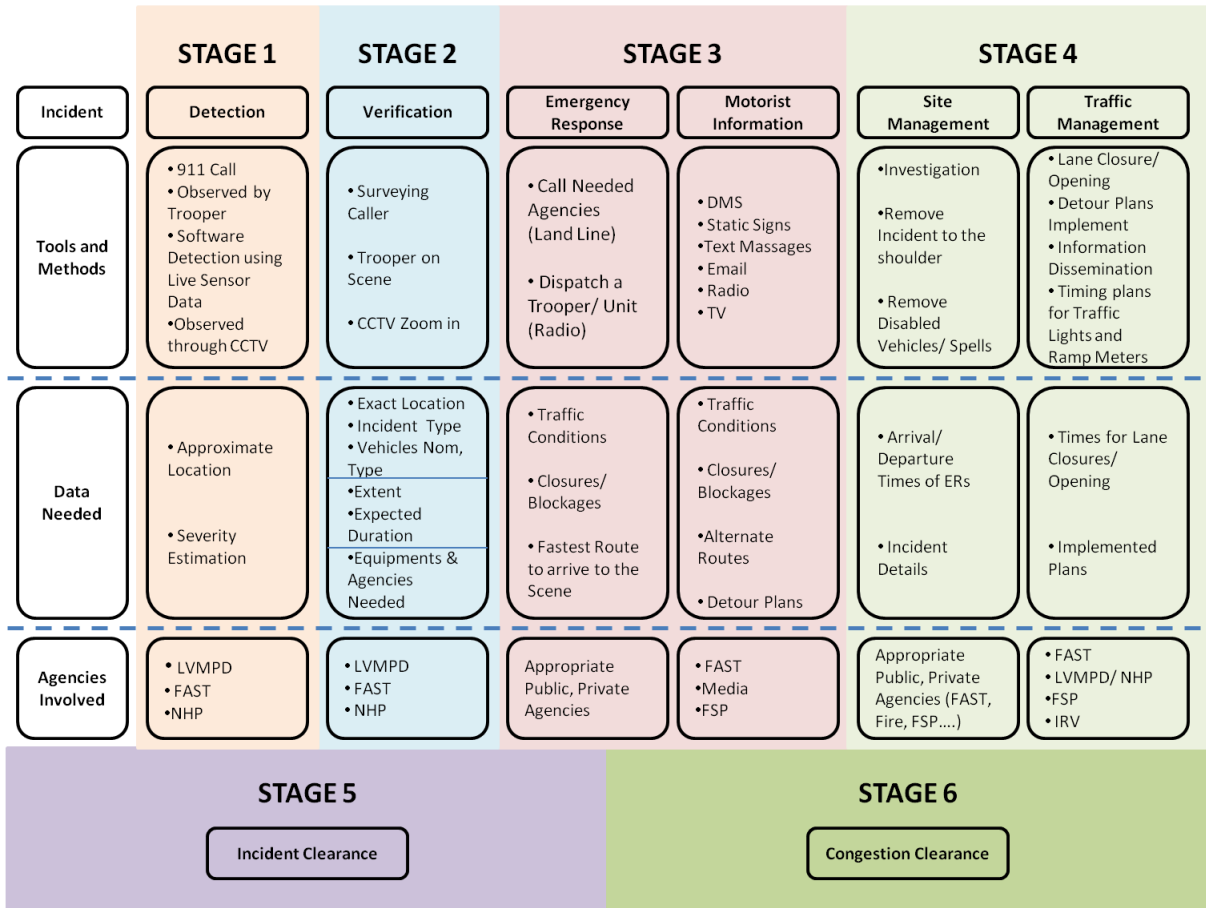 STAGE 1
STAGE 2
STAGE 3
STAGE 4
Incident
Detection
Verification
Emergency
Response
Motorist
Information
Site
Management
Traffic
Management
Tools and
Methods
• 911 Call
• Observed by
Trooper
• Software
Detection using
Live Sensor
Data
•Observed
through CCTV
• Surveying
Caller
• Trooper on
Scene
• CCTV Zoom in
• Call Needed
Agencies
(Land Line)
• Dispatch a
Trooper/ Unit
(Radio)
• DMS
• Static Signs
•Text Massages
• Email
• Radio
• TV
•Investigation
•Remove
Incident to the
shoulder
• Remove
Disabled
Vehicles/ Spells
• Lane Closure/
Opening
• Detour Plans
Implement
• Information
Dissemination
• Timing plans
for Traffic
Lights and
Ramp Meters
Data
Needed
• Approximate
Location
• Severity
Estimation
• Exact Location
• Incident Type
• Vehicles Nom,
Type
•Extent
•Expected
Duration
•Equipments &
Agencies
Needed
• Traffic
Conditions
• Closures/
Blockages
• Fastest Route
to arrive to the
Scene
• Traffic
Conditions
• Closures/
Blockages
•Alternate
Routes
• Detour Plans
• Arrival/
Departure
Times of ERs
• Incident
Details
• Times for Lane
Closures/
Opening
• Implemented
Plans
Agencies
Involved
• LVMPD
• FAST
• NHP
• LVMPD
• FAST
• NHP
Appropriate
Public, Private
Agencies
• FAST
• Media
•FSP
Appropriate
Public, Private
Agencies (FAST,
Fire, FSP....)
• FAST
• LVMPD/ NHP
•FSP
• IRV
STAGE 5
Incident Clearance
STAGE 6
Congestion Clearance